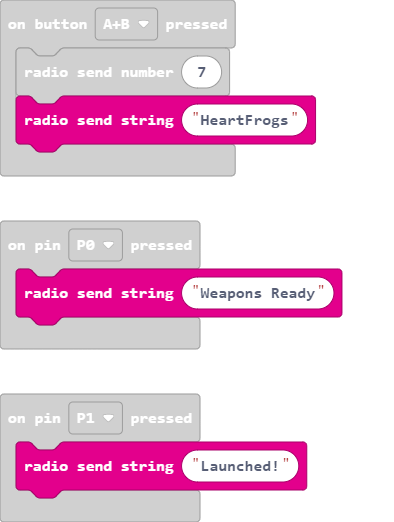 on button A+B pressed
radio send number 7
radio send string "HeartFrogs"
on pin P0 pressed
radio send string "Weapons Ready"
on pin P1 pressed
radio send string "Launched!"